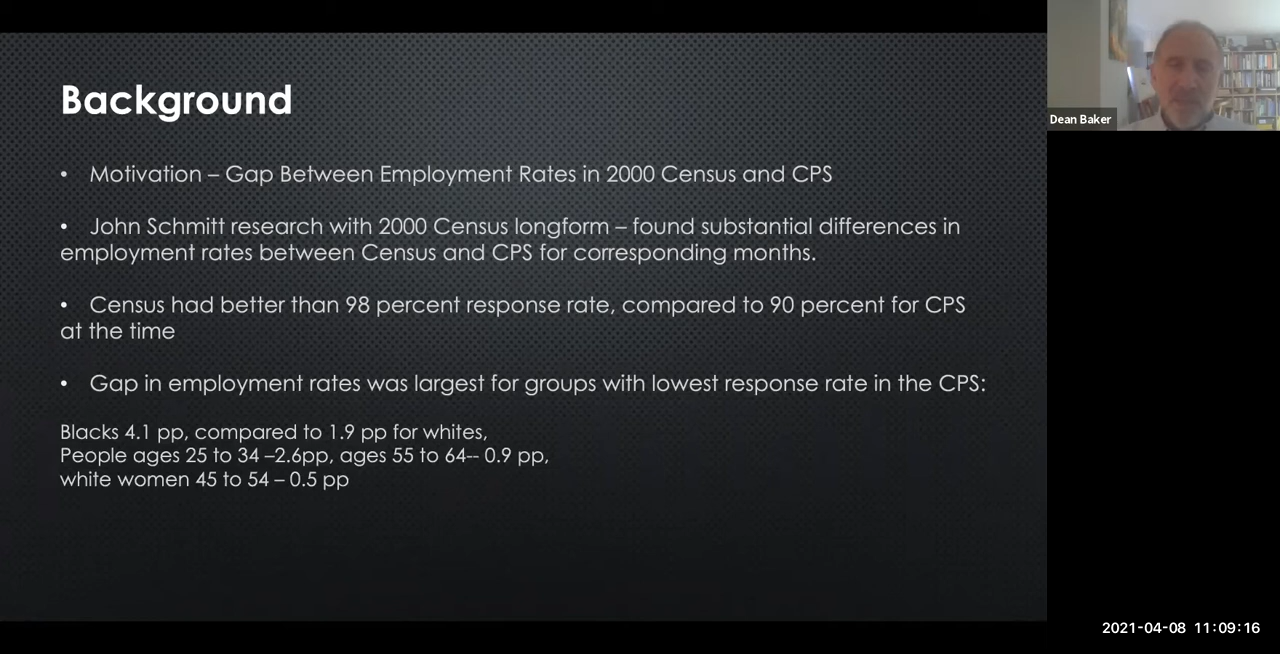 Background
• Motivation – Gap Between Employment Rates in 2000 Census and CPS
• John Schmitt research with 2000 Census longform – found substantial differences in
employment rates between Census and CPS for corresponding months.
• Census had better than 98 percent response rate, compared to 90 percent for CPS
at the time
• Gap in employment rates was largest for groups with lowest response rate in the CPS:
Blacks 4.1 pp, compared to 1.9 pp for whites,
People ages 25 to 34 –2.6pp, ages 55 to 64-- 0.9 pp,
white women 45 to 54 – 0.5 pp
Dean Baker
2021-04-08 11:09:16